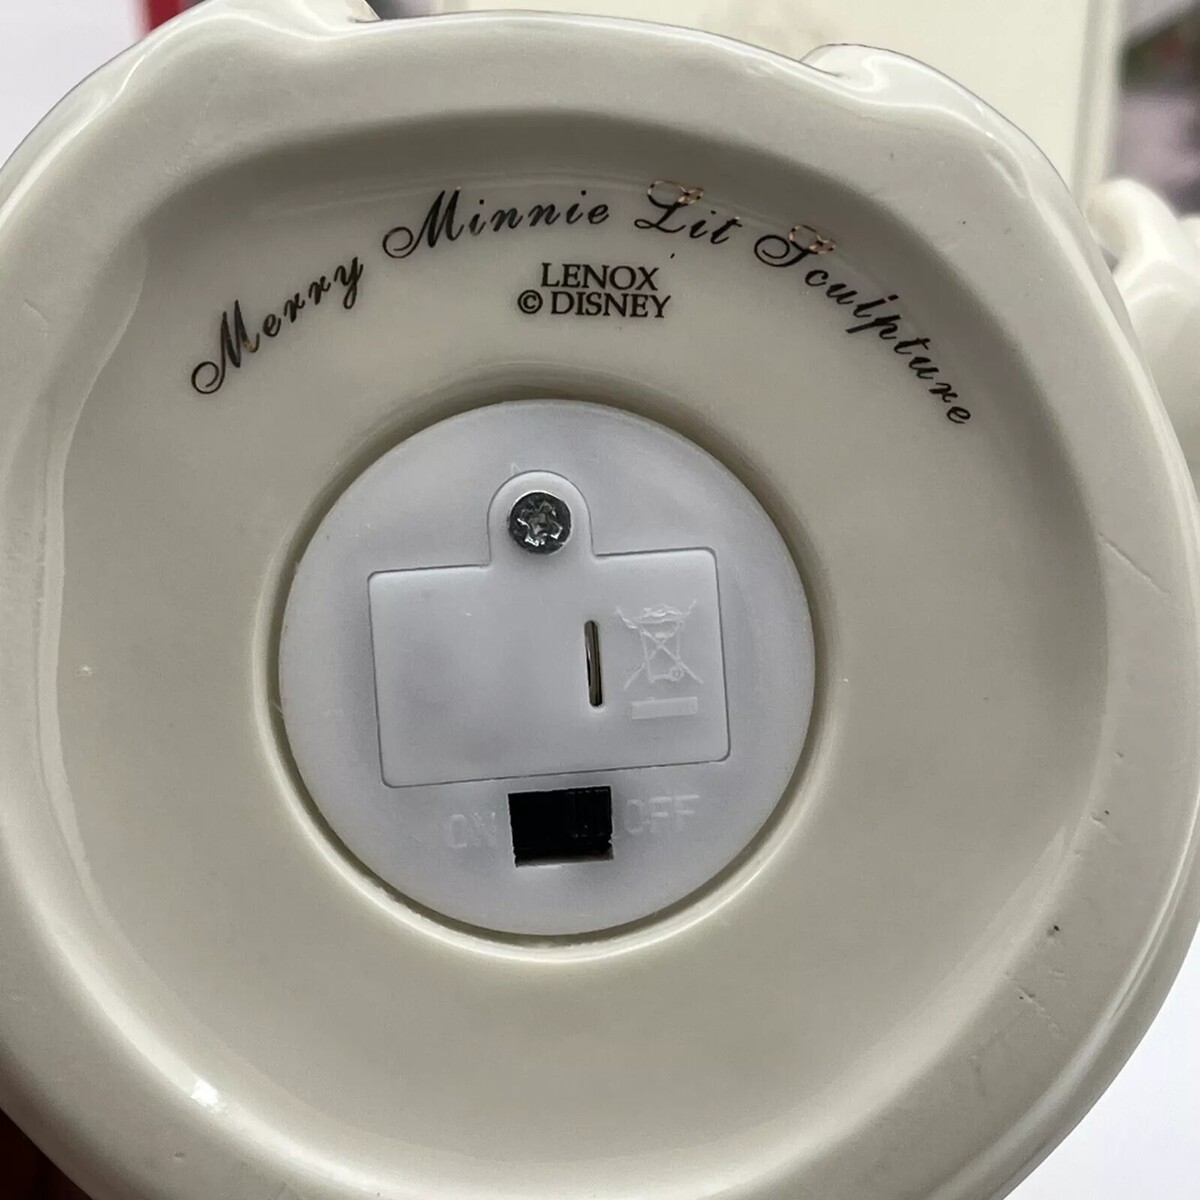 Merry Minnie Lit Sculpture
LENOX
© DISNEY
ON OFF